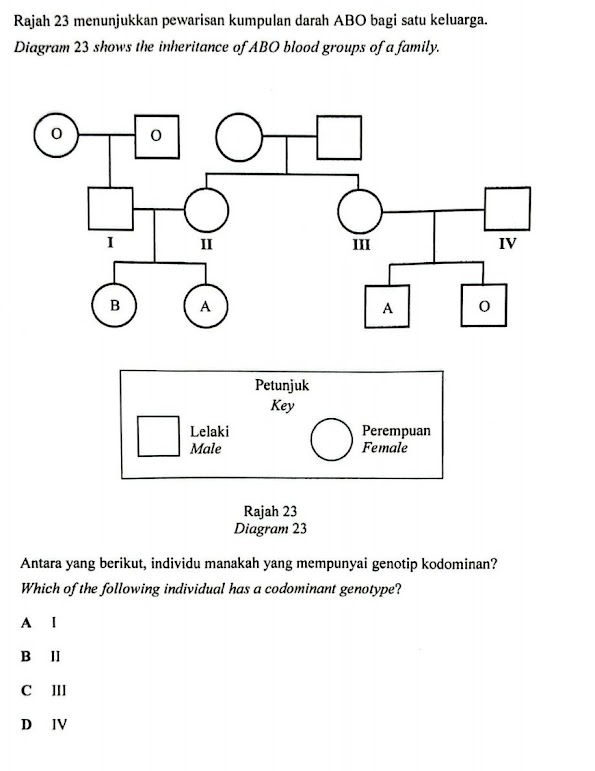 Rajah 23 menunjukkan pewarisan kumpulan darah ABO bagi satu keluarga.
Diagram 23 shows the inheritance of ABO blood groups of a family.
O
O
I
II
III
IV
B
A
A
O
Petunjuk
Key
Lelaki
Male
Perempuan
Female
Rajah 23
Diagram 23
Antara yang berikut, individu manakah yang mempunyai genotip kodominan?
Which of the following individual has a codominant genotype?
A I
B II
C III
D IV